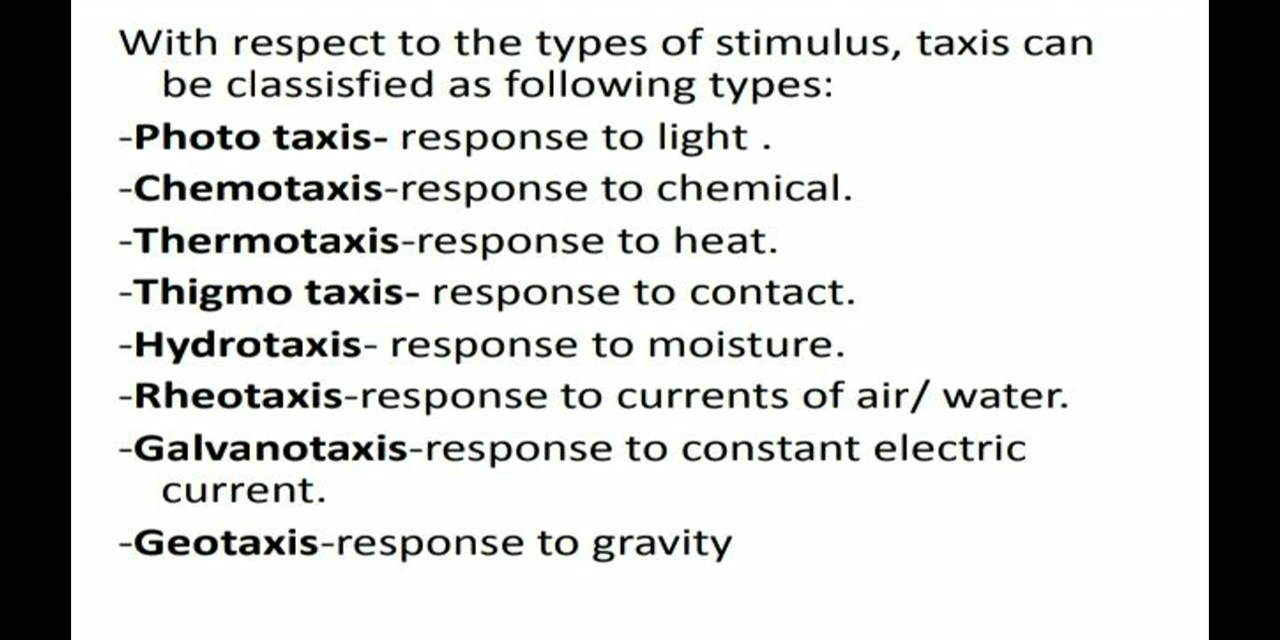 With respect to the types of stimulus, taxis can
be classisfied as following types:
-Photo taxis- response to light .
-Chemotaxis-response to chemical.
-Thermotaxis-response to heat.
-Thigmo taxis- response to contact.
-Hydrotaxis- response to moisture.
-Rheotaxis-response to currents of air/ water.
-Galvanotaxis-response to constant electric
current.
-Geotaxis-response to gravity